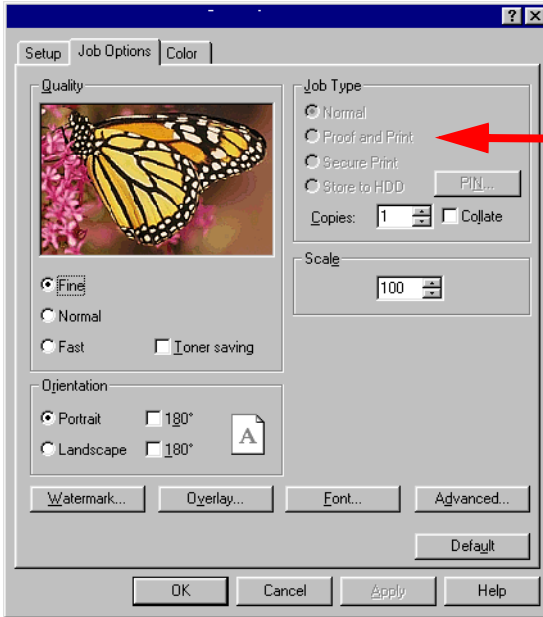 Setup Job Options Color
Quality
Fine
Normal
Fast Toner saving
Orientation
Portrait 180°
Landscape 180°
A
Job Type
Normal
Proof and Print
Secure Print
Store to HDD PIN...
Copies: 1 Collate
Scale
100
Watermark... Overlay... Font... Advanced...
Default
OK Cancel Apply Help